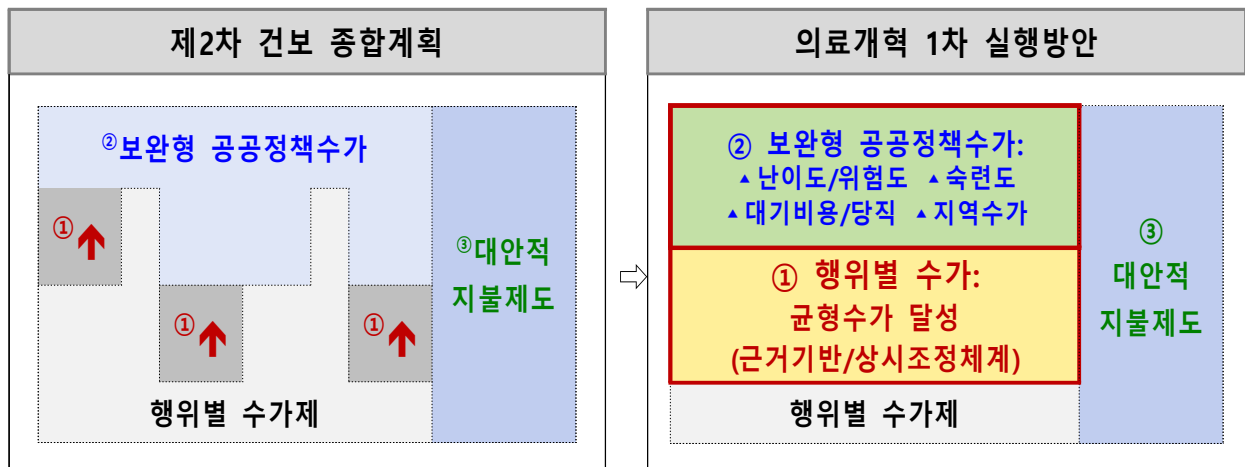 제2차 건보 종합계획
②보완형 공공정책수가
①
①
①
③대안적
지불제도
행위별 수가제
의료개혁 1차 실행방안
② 보완형 공공정책수가:
▲ 난이도/위험도 ▲ 숙련도
▲ 대기비용/당직 ▲ 지역수가
① 행위별 수가:
균형수가 달성
(근거기반/상시조정체계)
행위별 수가제
③
대안적
지불제도